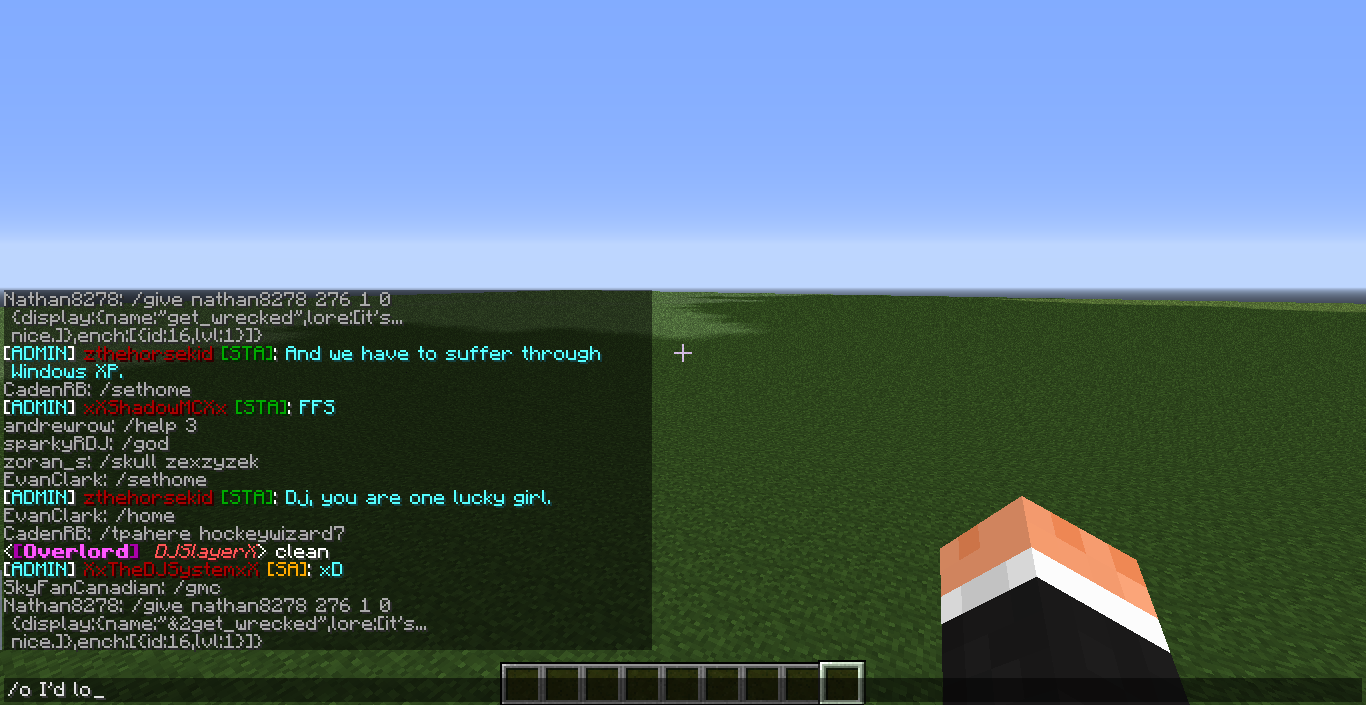 Nathan8278: /give nathan8278 276 1 0
{display:{name:"get_wrecked",lore:[it's...
nice.]},ench:[{id:16,lvl:1}]}
[ADMIN] zthehorsekid [STA]: And we have to suffer through
Windows XP.
CadenRB: /sethome
[ADMIN] xXShadowMCXx [STA]: FFS
andrewrow: /help 3
sparkyRDJ: /god
zoran_s: /skull zexzyzek
EvanClark: /sethome
[ADMIN] zthehorsekid [STA]: Dj, you are one lucky girl.
EvanClark: /home
CadenRB: /tpahere hockeywizard7
<[Overlord] DJSlayerX> clean
[ADMIN] XxTheDJSystemxX [SA]: xD
SkyFanCanadian: /gmc
Nathan8278: /give nathan8278 276 1 0
{display:{name:"&2get_wrecked",lore:[it's...
nice.]},ench:[{id:16,lvl:1}]}
/o I'd lo_